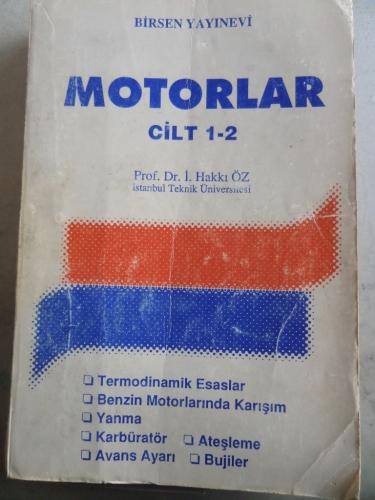 BİRSEN YAYINEVİ
MOTORLAR
CİLT 1-2
Prof. Dr. İ. Hakkı ÖZ
İstanbul Teknik Üniversitesi
❏ Termodinamik Esaslar
❏ Benzin Motorlarında Karışım
❏ Yanma
❏ Karbüratör ❏ Ateşleme
❏ Avans Ayarı ❏ Bujiler